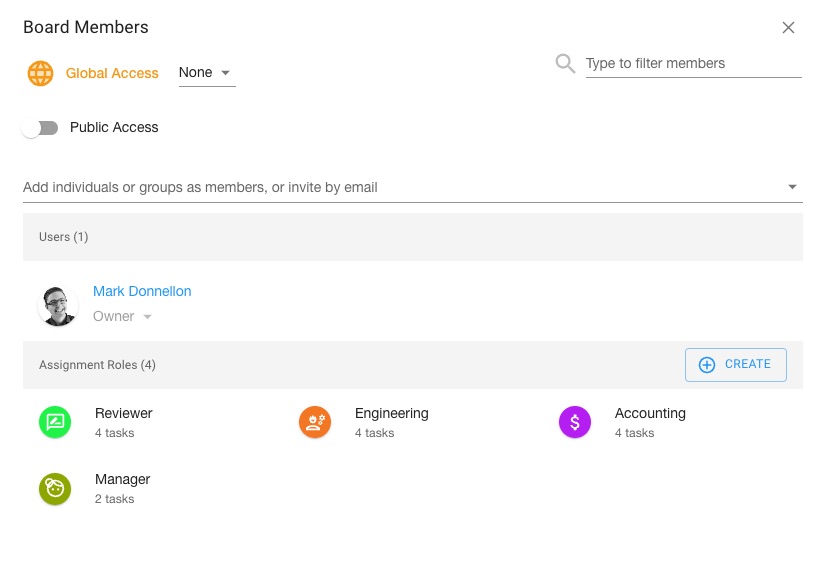 Board Members
Global Access None
Type to filter members
Public Access
Add individuals or groups as members, or invite by email
Users (1)
Mark Donnellon
Owner
Assignment Roles (4)
CREATE
Reviewer
4 tasks
Engineering
4 tasks
Accounting
4 tasks
Manager
2 tasks